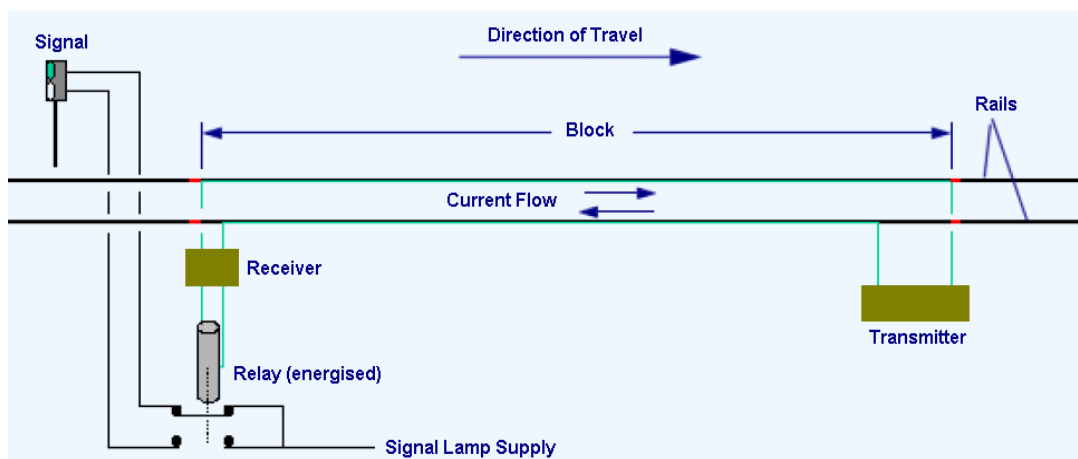 Direction of Travel
Signal
Rails
Block
Current Flow
Receiver
Transmitter
Relay (energised)
Signal Lamp Supply